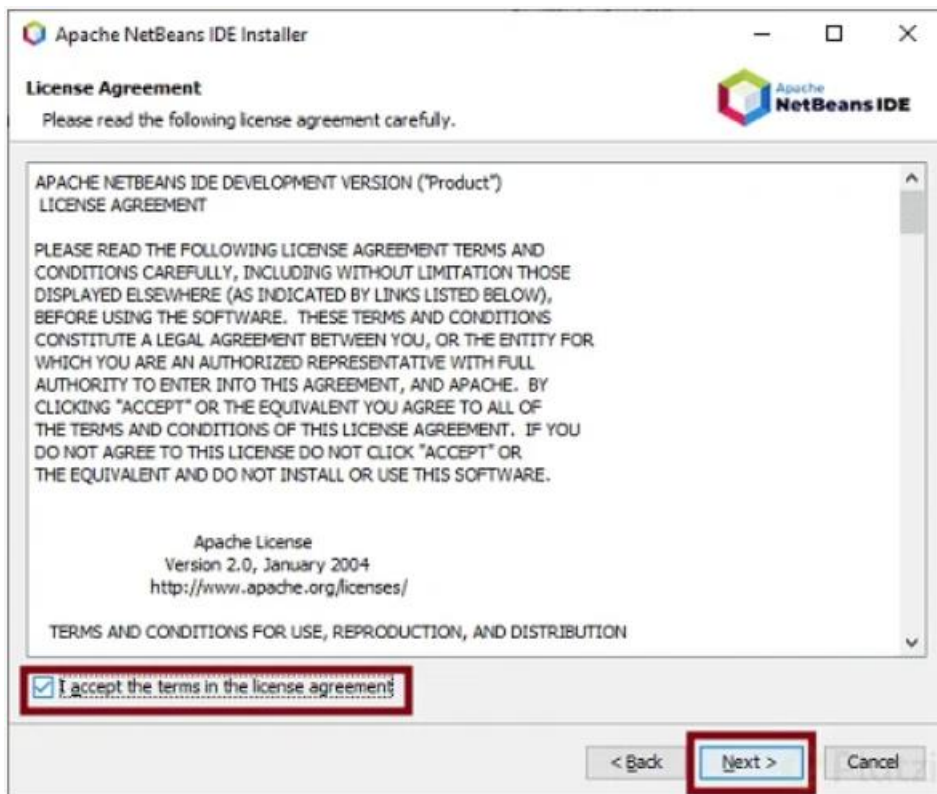 Apache NetBeans IDE Installer
License Agreement
Please read the following license agreement carefully.
Apache
NetBeans IDE
APACHE NETBEANS IDE DEVELOPMENT VERSION ("Product")
LICENSE AGREEMENT
PLEASE READ THE FOLLOWING LICENSE AGREEMENT TERMS AND
CONDITIONS CAREFULLY, INCLUDING WITHOUT LIMITATION THOSE
DISPLAYED ELSEWHERE (AS INDICATED BY LINKS LISTED BELOW),
BEFORE USING THE SOFTWARE. THESE TERMS AND CONDITIONS
CONSTITUTE A LEGAL AGREEMENT BETWEEN YOU, OR THE ENTITY FOR
WHICH YOU ARE AN AUTHORIZED REPRESENTATIVE WITH FULL
AUTHORITY TO ENTER INTO THIS AGREEMENT, AND APACHE. BY
CLICKING "ACCEPT" OR THE EQUIVALENT YOU AGREE TO ALL OF
THE TERMS AND CONDITIONS OF THIS LICENSE AGREEMENT. IF YOU
DO NOT AGREE TO THIS LICENSE DO NOT CLICK "ACCEPT" OR
THE EQUIVALENT AND DO NOT INSTALL OR USE THIS SOFTWARE.
Apache License
Version 2.0, January 2004
http://www.apache.org/licenses/
TERMS AND CONDITIONS FOR USE, REPRODUCTION, AND DISTRIBUTION
I accept the terms in the license agreement
< Back Next > Cancel